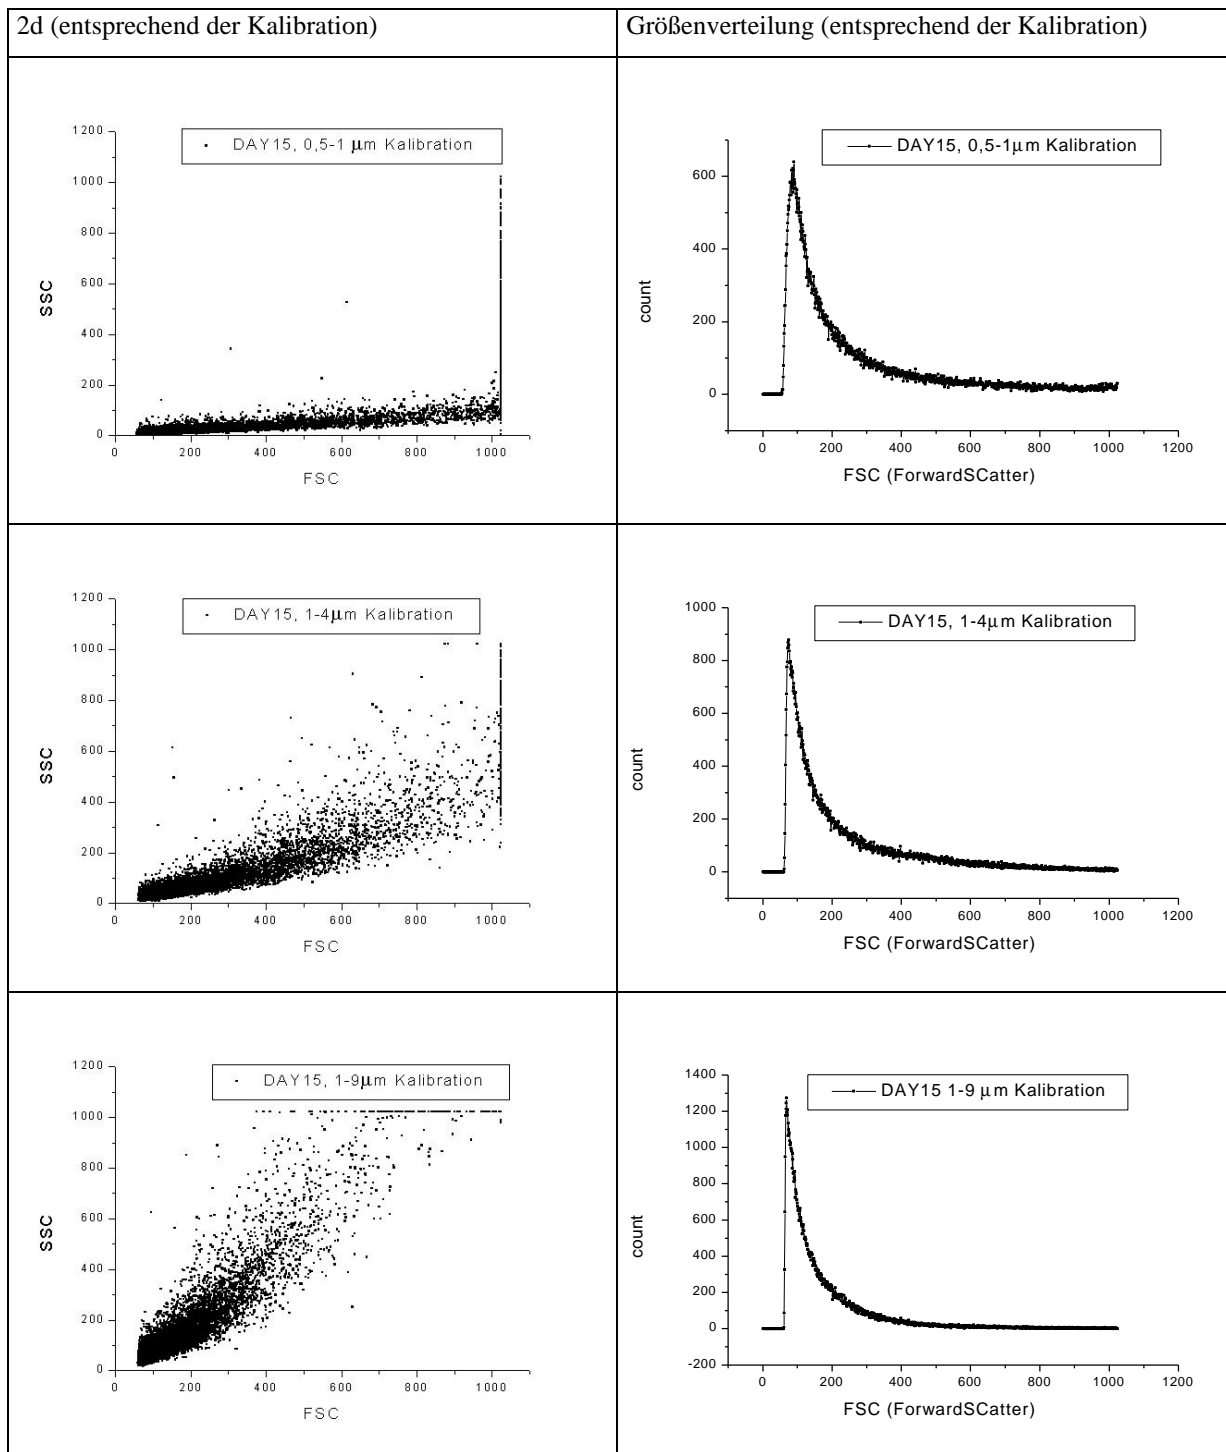 2d (entsprechend der Kalibration)
Größenverteilung (entsprechend der Kalibration)
DAY15, 0,5-1 µm Kalibration
1200
1000
800
600
400
200
0
SSC
0 200 400 600 800 1000
FSC
DAY15, 0,5-1µm Kalibration
600
400
200
0
count
0 200 400 600 800 1000 1200
FSC (ForwardSCatter)
DAY15, 1-4µm Kalibration
1200
1000
800
600
400
200
0
SSC
0 200 400 600 800 1000
FSC
DAY15, 1-4µm Kalibration
1000
800
600
400
200
0
count
0 200 400 600 800 1000 1200
FSC (ForwardSCatter)
DAY15, 1-9µm Kalibration
1200
1000
800
600
400
200
0
SSC
0 200 400 600 800 1000
FSC
DAY15 1-9 µm Kalibration
1400
1200
1000
800
600
400
200
0
-200
count
0 200 400 600 800 1000 1200
FSC (ForwardSCatter)